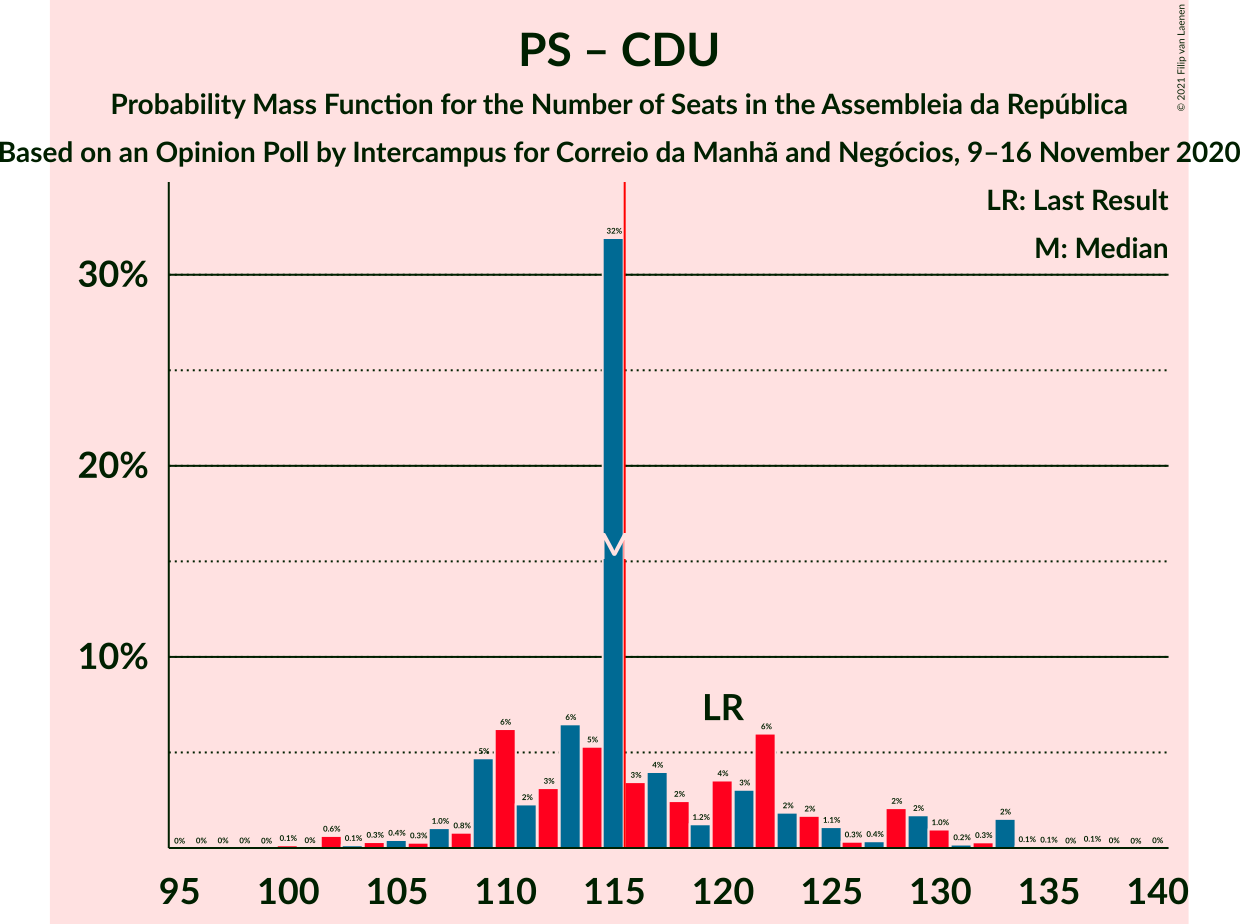 PS – CDU
© 2021 Filip van Laenen
Probability Mass Function for the Number of Seats in the Assembleia da República
Based on an Opinion Poll by Intercampus for Correio da Manhã and Negócios, 9–16 November 2020
LR: Last Result
M: Median
30%
20%
10%
LR
M
0% 0% 0% 0% 0% 0.1% 0% 0.6% 0.1% 0.3% 0.4% 0.3% 1.0% 0.8% 5% 6% 2% 3% 6% 5% 32% 3% 4% 2% 1.2% 4% 3% 6% 2% 2% 1.1% 0.3% 0.4% 2% 2% 1.0% 0.2% 0.3% 2% 0.1% 0.1% 0% 0.1% 0% 0% 0%
95 100 105 110 115 120 125 130 135 140